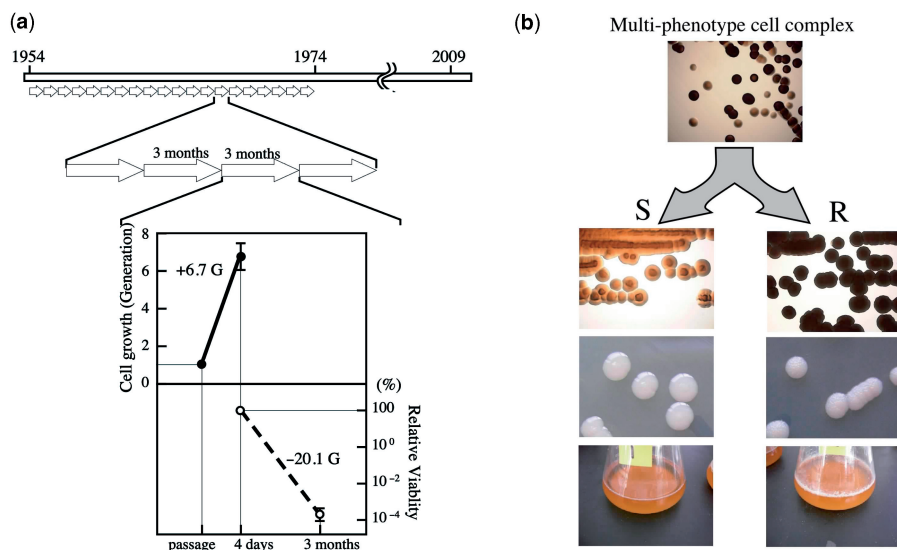 (a)
1954
1974
2009
3 months
3 months
8
6
4
2
0
Cell growth (Generation)
+6.7 G
(%)
100
10⁰
10⁻²
10⁻⁴
Relative Viablity
−20.1 G
passage
4 days
3 months
(b)
Multi-phenotype cell complex
S
R